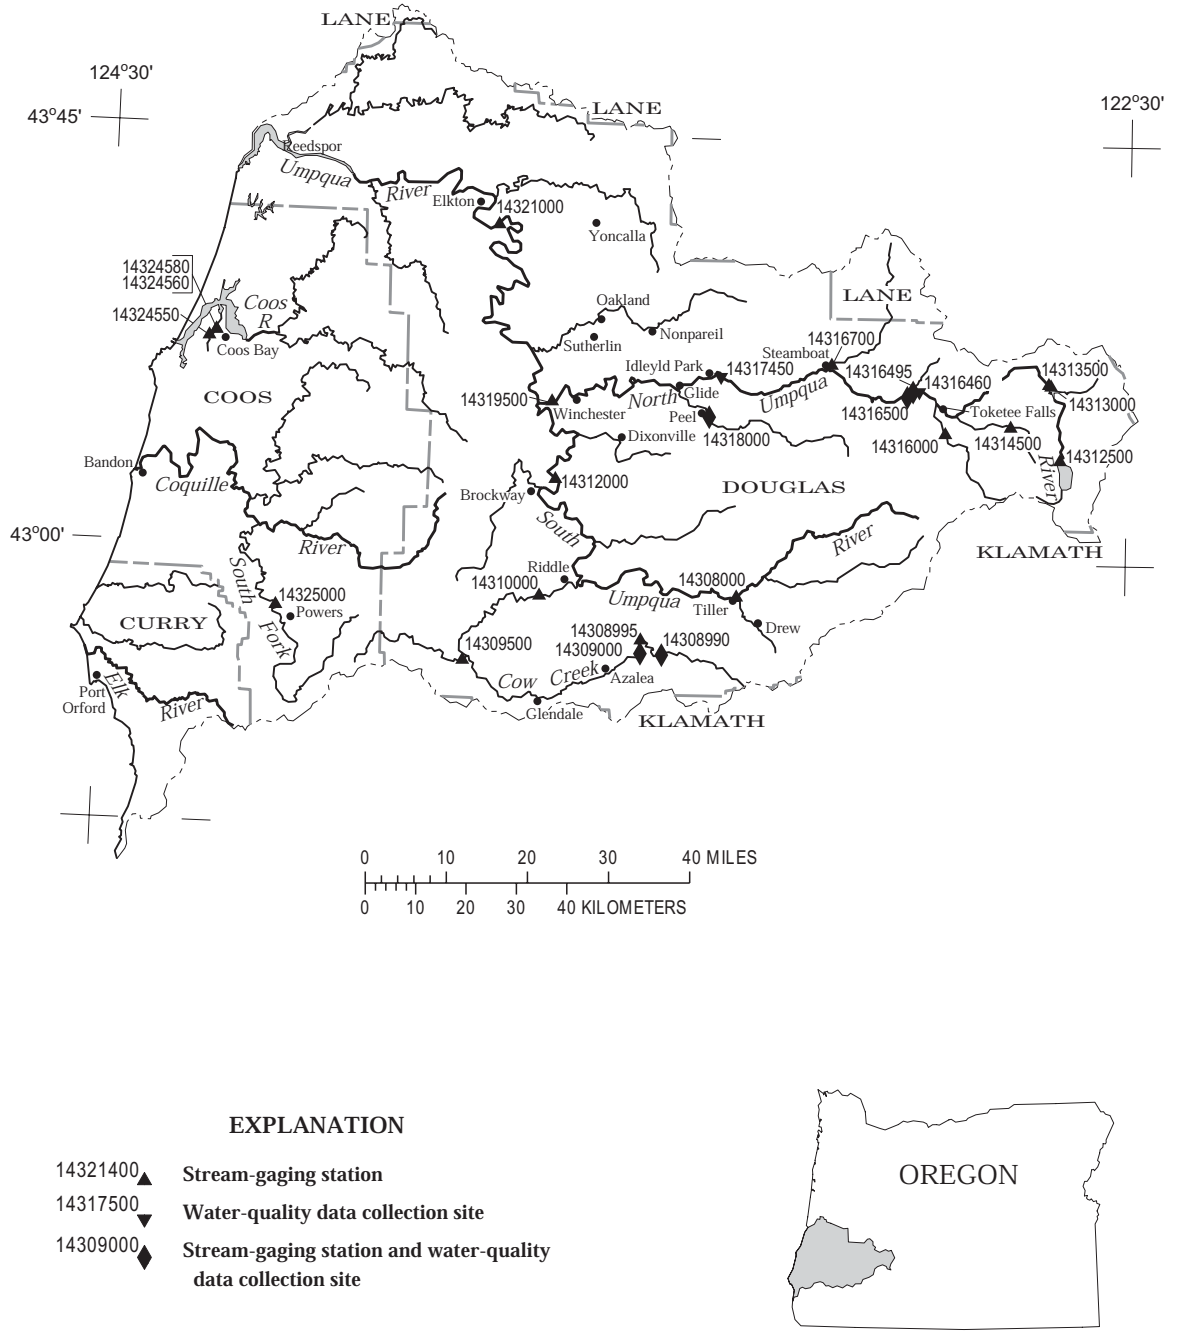 LANE
124°30'
43°45'
LANE
122°30'
Reedspor
Umpqua
River
Elkton
14321000
Yoncalla
14324580
14324560
14324550
Coos
R
Coos Bay
Oakland
Sutherlin
Nonpareil
LANE
14316700
Steamboat
Idleyld Park
14317450
14316495
14316460
14313500
14313000
COOS
14319500
Winchester
North
Glide
Umpqua
Peel
14318000
14316500
Toketee Falls
14316000
14314500
14312500
River
Dixonville
Bandon
Coquille
Brockway
14312000
DOUGLAS
43°00'
South
River
River
KLAMATH
South
Fork
14325000
Powers
Riddle
14310000
Umpqua
14308000
Tiller
Drew
CURRY
14309500
14308995
14309000
14308990
Cow
Creek
Azalea
Glendale
KLAMATH
Port
Orford
Elk
River
0 10 20 30 40 MILES
0 10 20 30 40 KILOMETERS
EXPLANATION
14321400 Stream-gaging station
14317500 Water-quality data collection site
14309000 Stream-gaging station and water-quality
data collection site
OREGON